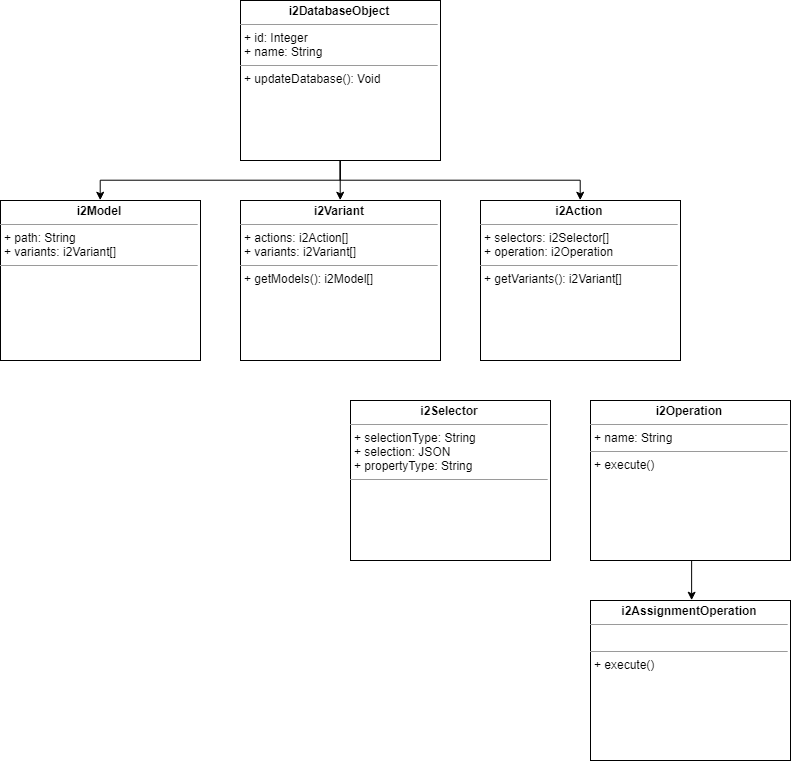 i2DatabaseObject
+ id: Integer
+ name: String
+ updateDatabase(): Void
i2Model
+ path: String
+ variants: i2Variant[]
i2Variant
+ actions: i2Action[]
+ variants: i2Variant[]
+ getModels(): i2Model[]
i2Action
+ selectors: i2Selector[]
+ operation: i2Operation
+ getVariants(): i2Variant[]
i2Selector
+ selectionType: String
+ selection: JSON
+ propertyType: String
i2Operation
+ name: String
+ execute()
i2AssignmentOperation
+ execute()